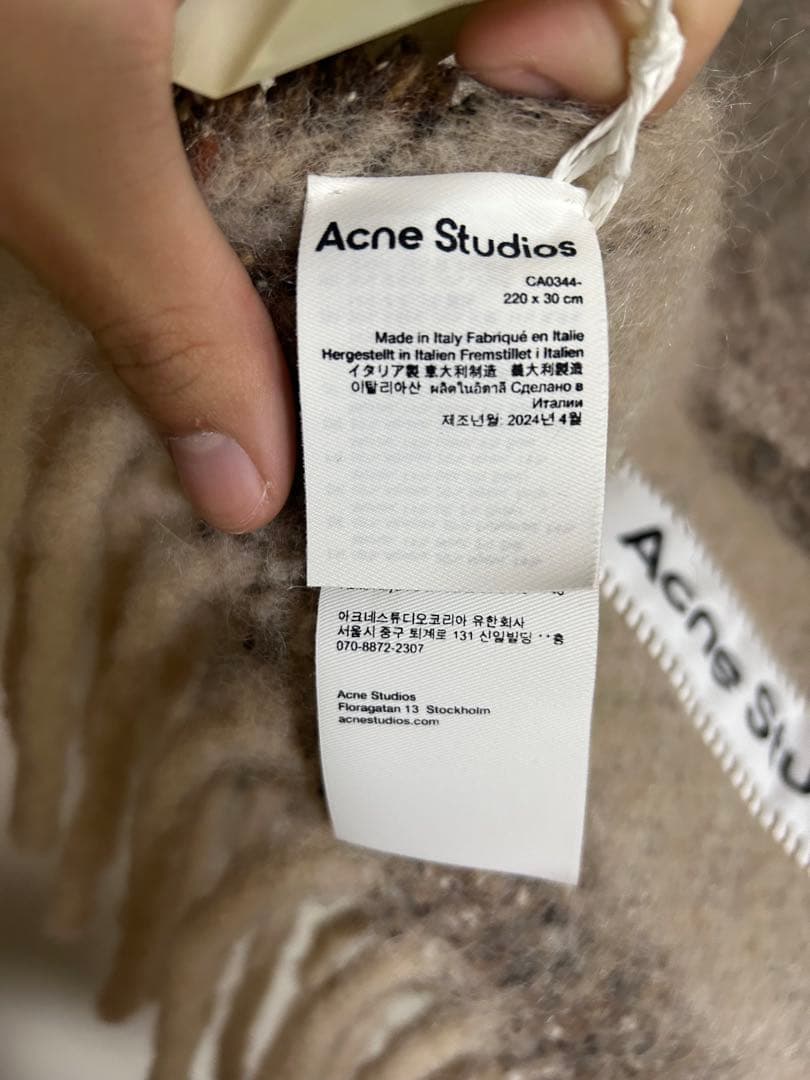 Acne Studios
CA0344-
220 x 30 cm
Made in Italy Fabriqué en Italie
Hergestellt in Italien Fremstillet i Italien
イタリア製 意大利制造 義大利製造
이탈리아산 ผลิตในอิตาลี Сделано в
Италии
제조년월: 2024년 4월
아크네스튜디오코리아 유한회사
서울시 중구 퇴계로 131 신일빌딩 층
070-8872-2307
Acne Studios
Floragatan 13 Stockholm
acnestudios.com
Acne Stu